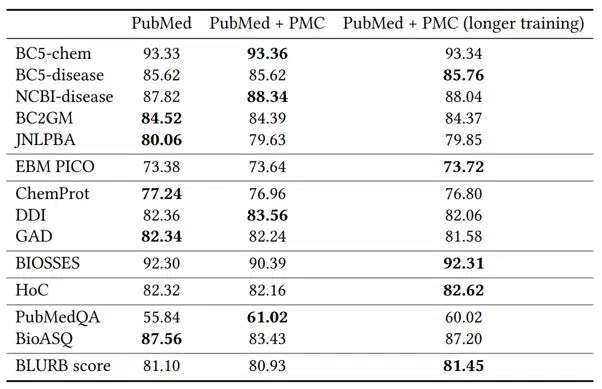 PubMed PubMed + PMC PubMed + PMC (longer training)
BC5-chem 93.33 93.36 93.34
BC5-disease 85.62 85.62 85.76
NCBI-disease 87.82 88.34 88.04
BC2GM 84.52 84.39 84.37
JNLPBA 80.06 79.63 79.85
EBM PICO 73.38 73.64 73.72
ChemProt 77.24 76.96 76.80
DDI 82.36 83.56 82.06
GAD 82.34 82.24 81.58
BIOSSES 92.30 90.39 92.31
HoC 82.32 82.16 82.62
PubMedQA 55.84 61.02 60.02
BioASQ 87.56 83.43 87.20
BLURB score 81.10 80.93 81.45